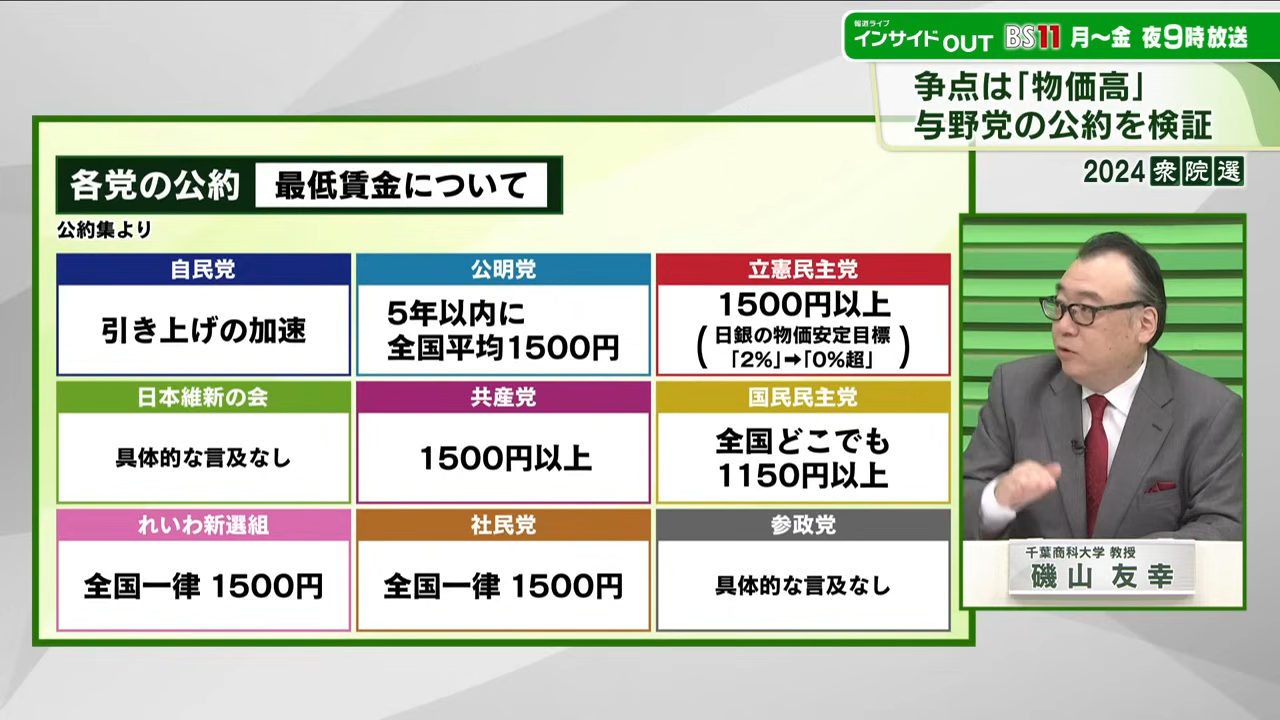 報道ライブ
インサイドOUT BS11 月〜金 夜9時放送
争点は「物価高」
与野党の公約を検証
2024 衆院選
各党の公約 最低賃金について
公約集より
自民党
引き上げの加速
公明党
5年以内に
全国平均1500円
立憲民主党
1500円以上
(日銀の物価安定目標
「2%」➡「0%超」)
日本維新の会
具体的な言及なし
共産党
1500円以上
国民民主党
全国どこでも
1150円以上
れいわ新選組
全国一律 1500円
社民党
全国一律 1500円
参政党
具体的な言及なし
千葉商科大学 教授
磯山 友幸